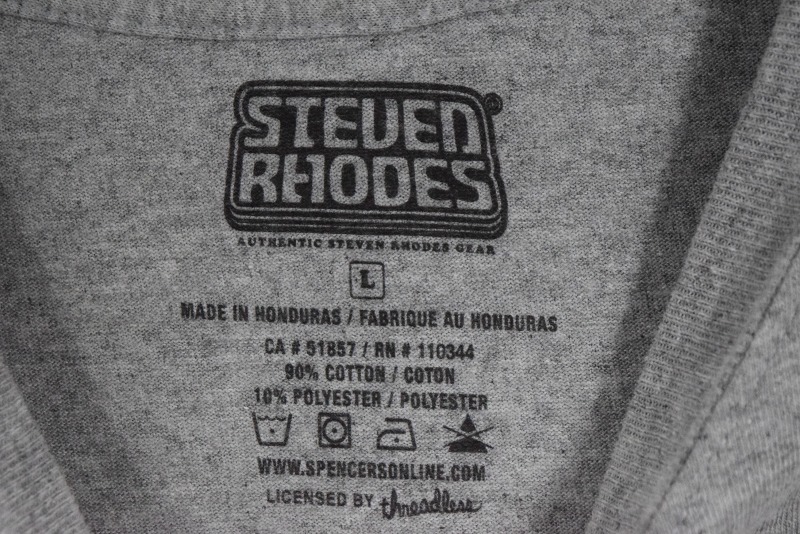 STEVEN
RHODES
AUTHENTIC STEVEN RHODES GEAR
L
MADE IN HONDURAS / FABRIQUE AU HONDURAS
CA # 51857 / RN # 110344
90% COTTON / COTON
10% POLYESTER / POLYESTER
WWW.SPENCERSONLINE.COM
LICENSED BY threadless